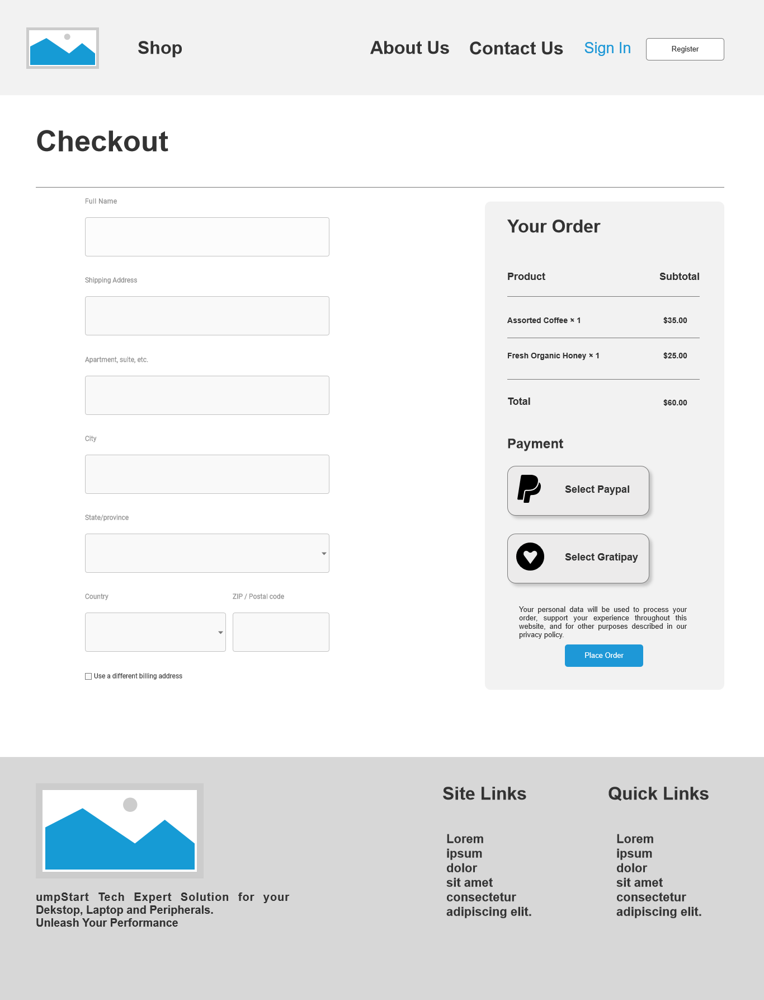 Shop
About Us
Contact Us
Sign In
Register
Checkout
Full Name
Shipping Address
Apartment, suite, etc.
City
State/province
Country
ZIP / Postal code
Use a different billing address
Your Order
Product
Subtotal
Assorted Coffee × 1
$35.00
Fresh Organic Honey × 1
$25.00
Total
$60.00
Payment
Select Paypal
Select Gratipay
Your personal data will be used to process your
order, support your experience throughout this
website, and for other purposes described in our
privacy policy.
Place Order
umpStart Tech Expert Solution for your
Dekstop, Laptop and Peripherals.
Unleash Your Performance
Site Links
Lorem
ipsum
dolor
sit amet
consectetur
adipiscing elit.
Quick Links
Lorem
ipsum
dolor
sit amet
consectetur
adipiscing elit.